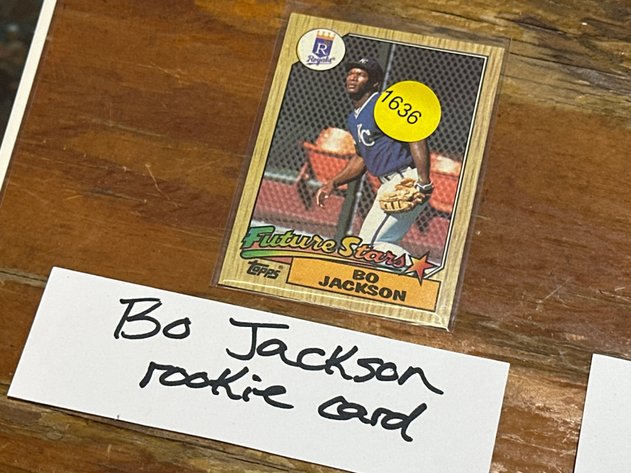 R
Royals
KC
1636
Future Stars
Topps
BO
JACKSON
Bo Jackson
rookie card